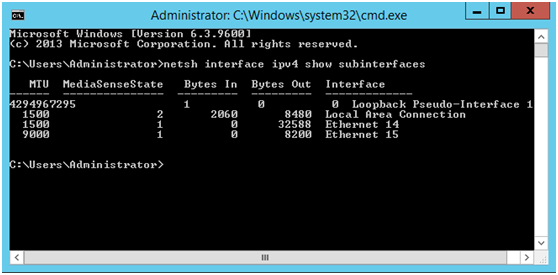 Administrator: C:\Windows\system32\cmd.exe
Microsoft Windows [Version 6.3.9600]
(c) 2013 Microsoft Corporation. All rights reserved.
C:\Users\Administrator>netsh interface ipv4 show subinterfaces
MTU  MediaSenseState   Bytes In  Bytes Out  Interface
------  ---------------  ---------  ---------  -------------
4294967295                1          0          0  Loopback Pseudo-Interface 1
1500                2       2060       8480  Local Area Connection
1500                1          0      32588  Ethernet 14
9000                1          0       8200  Ethernet 15
C:\Users\Administrator>